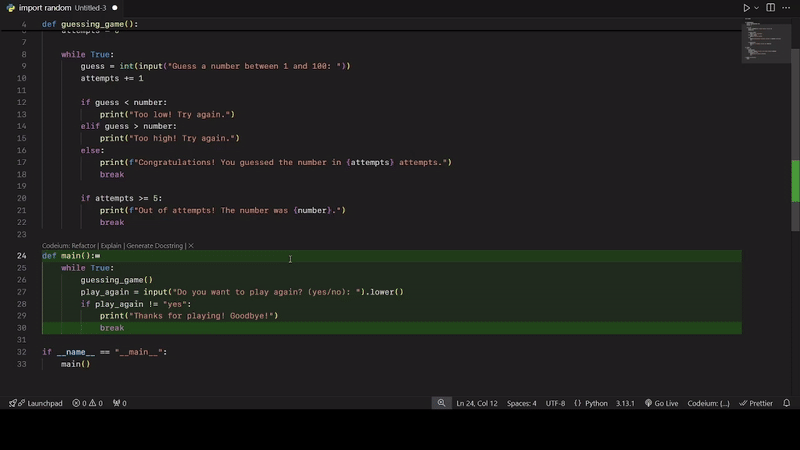 import random Untitled-3
4 def guessing_game():
attempts = 0
7
8 while True:
9 guess = int(input("Guess a number between 1 and 100: "))
10 attempts += 1
11
12 if guess < number:
13 print("Too low! Try again.")
14 elif guess > number:
15 print("Too high! Try again.")
16 else:
17 print(f"Congratulations! You guessed the number in {attempts} attempts.")
18 break
19
20 if attempts >= 5:
21 print(f"Out of attempts! The number was {number}.")
22 break
23
Codeium: Refactor | Explain | Generate Docstring | X
24 def main():
25 while True:
26 guessing_game()
27 play_again = input("Do you want to play again? (yes/no): ").lower()
28 if play_again != "yes":
29 print("Thanks for playing! Goodbye!")
30 break
31
32 if __name__ == "__main__":
33 main()
Launchpad 0 0 0 Ln 24, Col 12 Spaces: 4 UTF-8 {} Python 3.13.1 Go Live Codeium: {...} Prettier